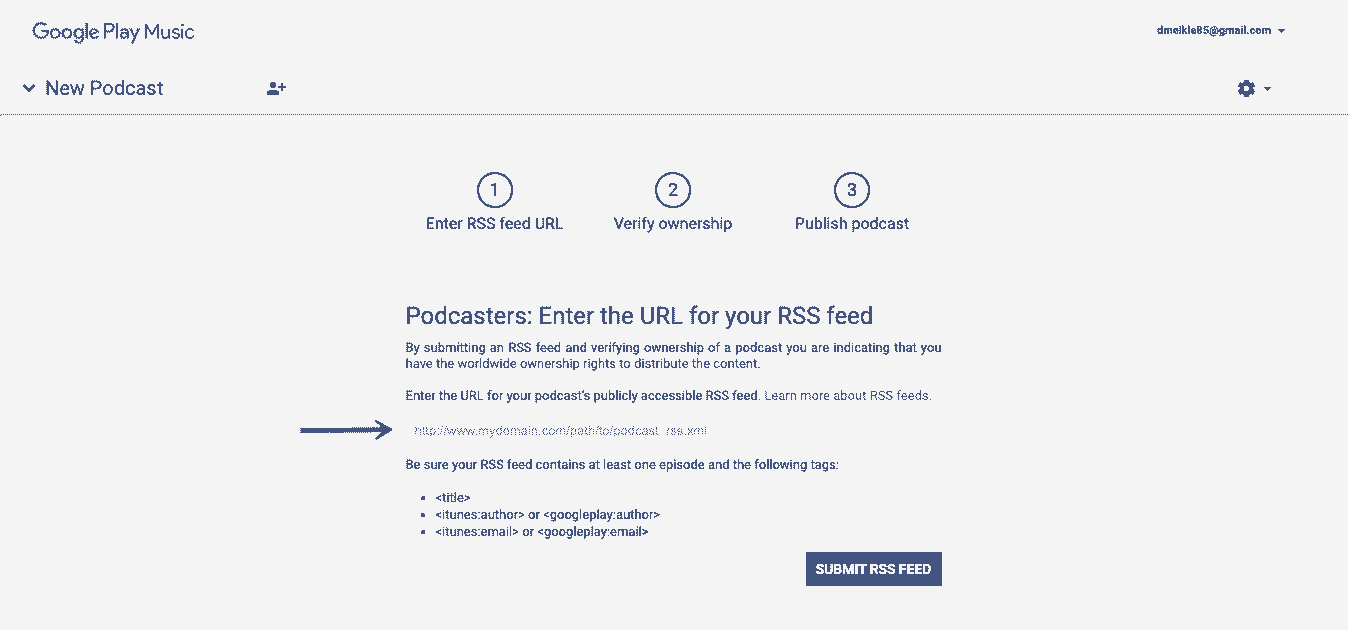 Google Play Music
dmeikle85@gmail.com
New Podcast
1
2
3
Enter RSS feed URL
Verify ownership
Publish podcast
Podcasters: Enter the URL for your RSS feed
By submitting an RSS feed and verifying ownership of a podcast you are indicating that you
have the worldwide ownership rights to distribute the content.
Enter the URL for your podcast's publicly accessible RSS feed. Learn more about RSS feeds.
http://www.mydomain.com/path/to/podcast_rss.xml
Be sure your RSS feed contains at least one episode and the following tags:
• <title>
• <itunes:author> or <googleplay:author>
• <itunes:email> or <googleplay:email>
SUBMIT RSS FEED